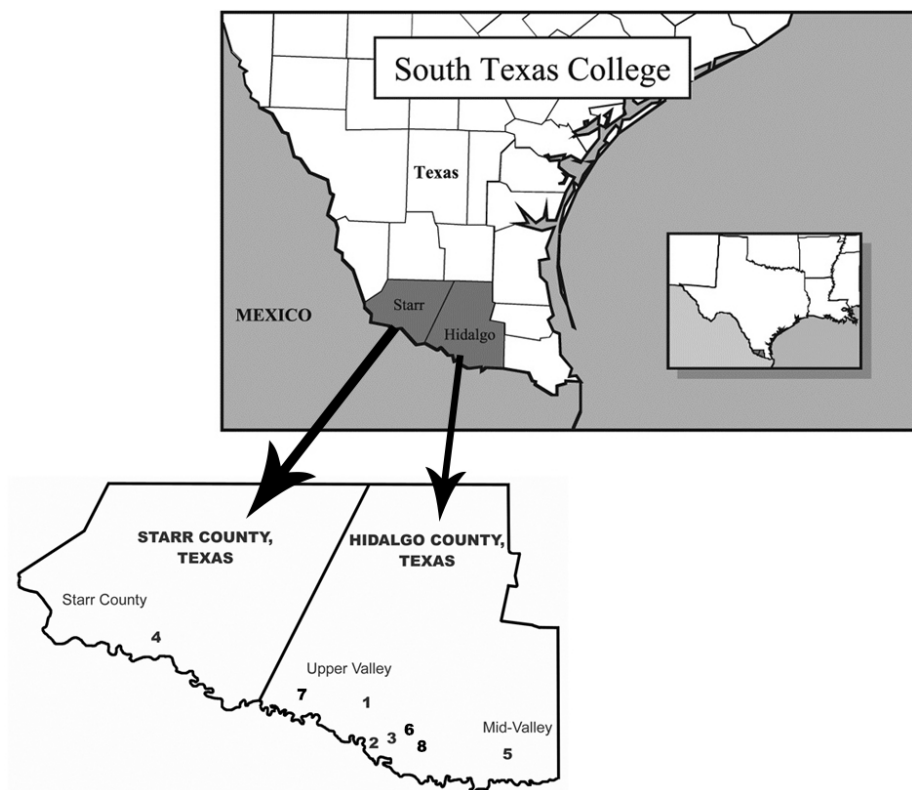 South Texas College
Texas
Starr
MEXICO
Hidalgo
STARR COUNTY,
TEXAS
HIDALGO COUNTY,
TEXAS
Starr County
4
Upper Valley
7
1
6
Mid-Valley
2
3
8
5